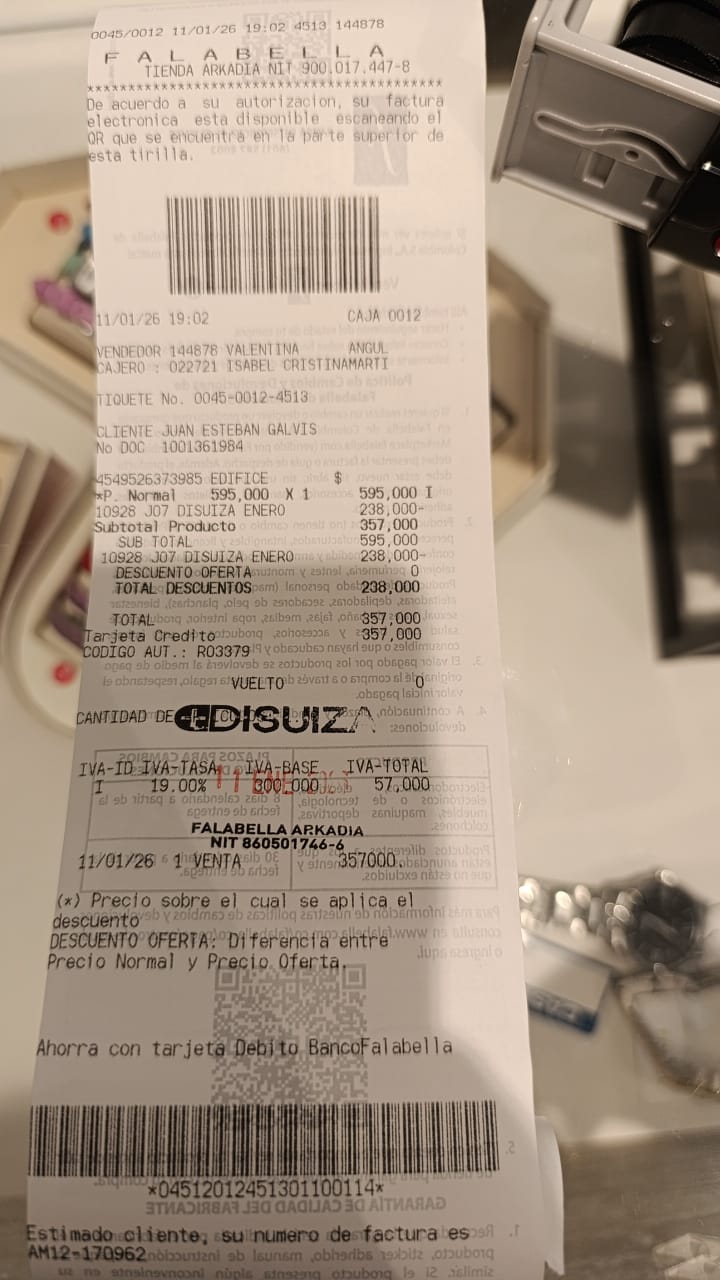 0045/0012 11/01/26 19:02 4513 144878
F A L A B E L L A
TIENDA ARKADIA NIT 900.017.447-8
****************************************
De acuerdo a su autorizacion, su factura
electronica esta disponible escaneando el
QR que se encuentra en la parte superior de
esta tirilla.
11/01/26 19:02 CAJA 0012
VENDEDOR 144878 VALENTINA ANGUL
CAJERO : 022721 ISABEL CRISTINAMARTI
TIQUETE No. 0045-0012-4513
CLIENTE JUAN ESTEBAN GALVIS
No DOC 1001361984
4549526373985 EDIFICE $
*P. Normal 595,000 X 1 595,000 I
10928 J07 DISUIZA ENERO 238,000-
Subtotal Producto 357,000
SUB TOTAL 595,000
10928 J07 DISUIZA ENERO 238,000-
DESCUENTO OFERTA 0
TOTAL DESCUENTOS 238,000
TOTAL 357,000
Tarjeta Credito 357,000
CODIGO AUT.: R03379
VUELTO 0
CANTIDAD DE
DISUIZA
IVA-ID IVA-TASA IVA-BASE IVA-TOTAL
I 19.00% 300,000 57,000
11 ENE
FALABELLA ARKADIA
NIT 860501746-6
11/01/26 1 VENTA 357000.
(*) Precio sobre el cual se aplica el
descuento
DESCUENTO OFERTA: Diferencia entre
Precio Normal y Precio Oferta.
Ahorra con tarjeta Debito BancoFalabella
*04512012451301100114*
Estimado cliente, su numero de factura es
AM12-170962